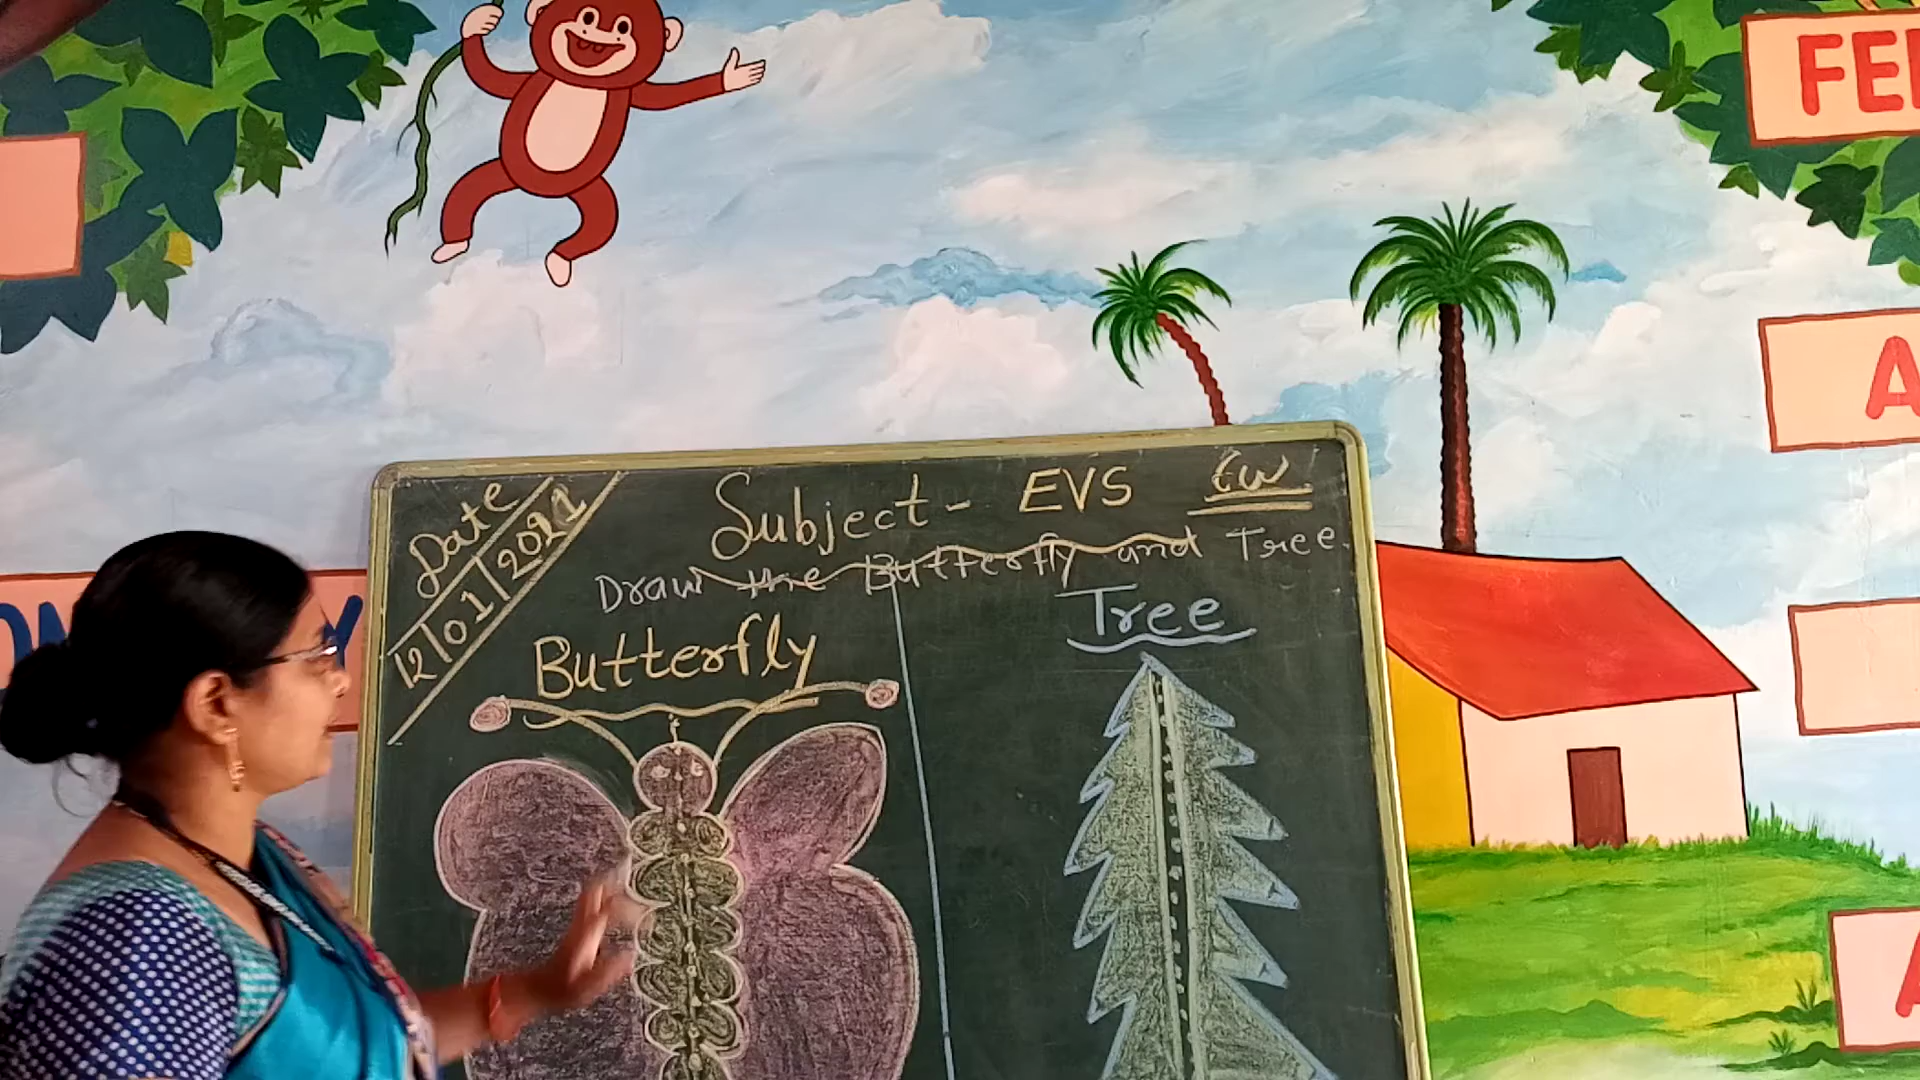 FE
A
Date
12/01/2021
Subject - EVS CW
Draw the Butterfly and Tree.
Butterfly
Tree
A